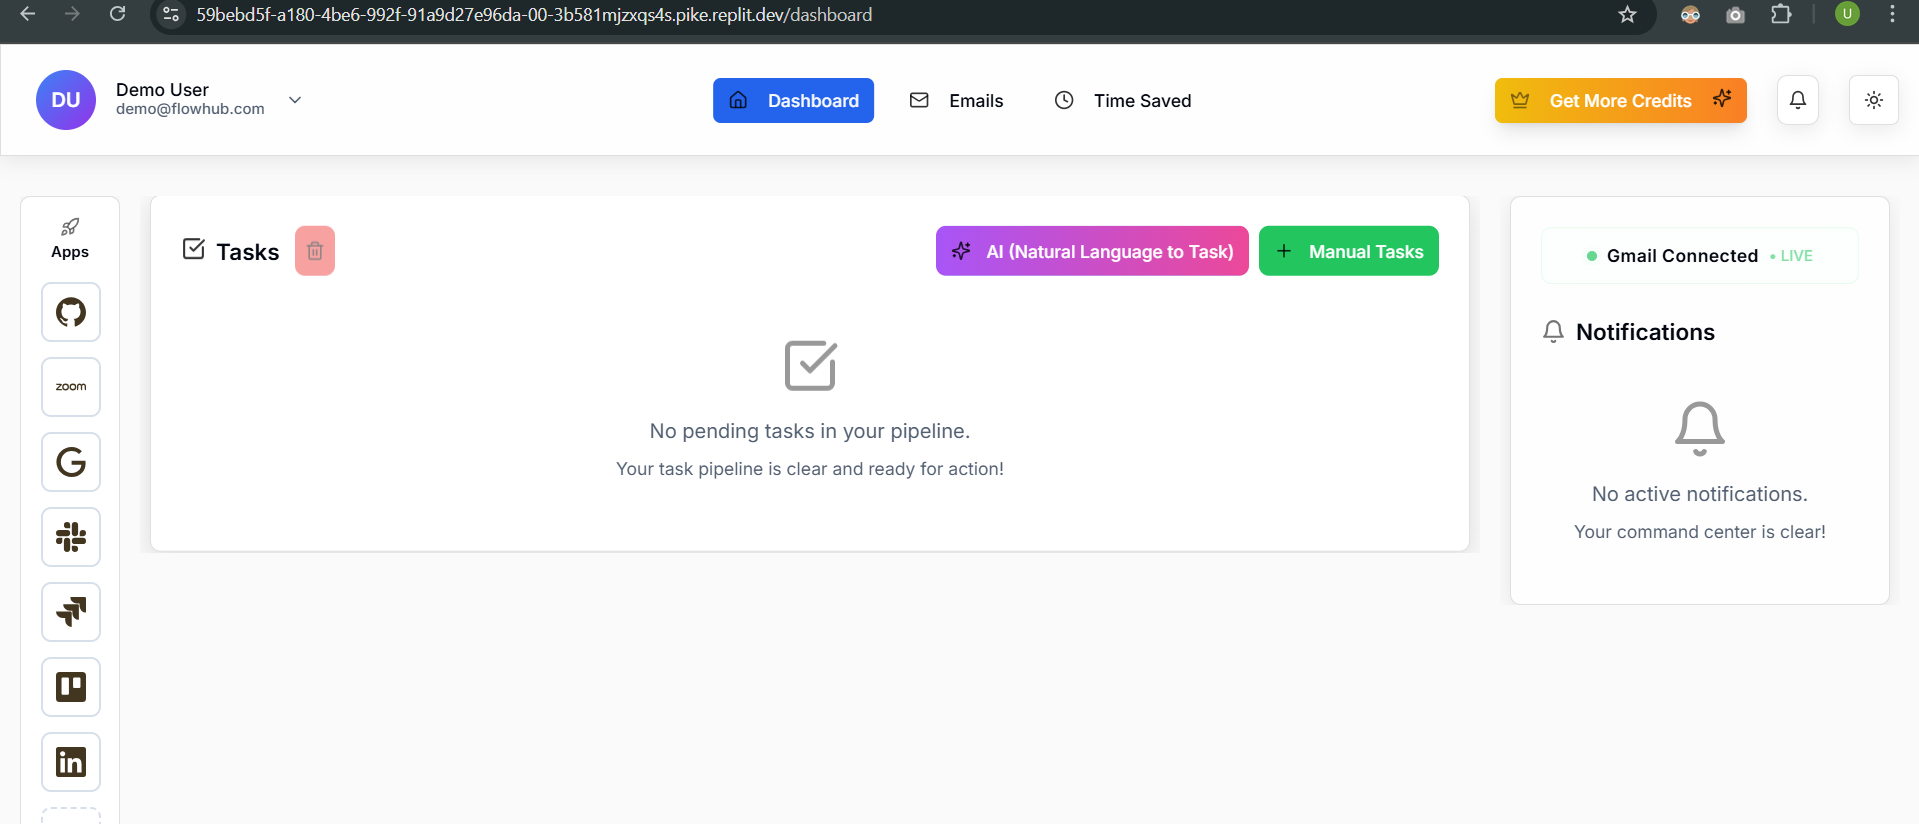 59bebd5f-a180-4be6-992f-91a9d27e96da-00-3b581mjzxqs4s.pike.replit.dev/dashboard
U
DU
Demo User
demo@flowhub.com
Dashboard
Emails
Time Saved
Get More Credits
Apps
zoom
Tasks
AI (Natural Language to Task)
Manual Tasks
No pending tasks in your pipeline.
Your task pipeline is clear and ready for action!
Gmail Connected • LIVE
Notifications
No active notifications.
Your command center is clear!
G
in